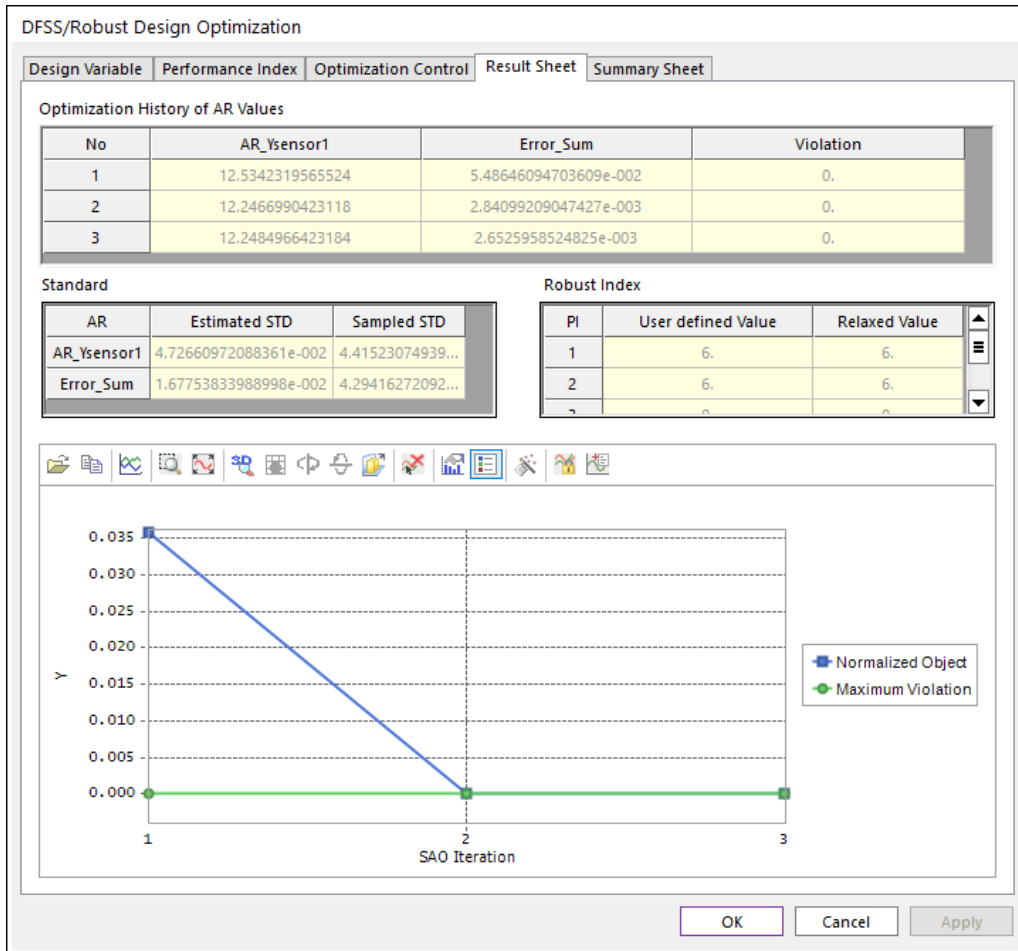 DFSS/Robust Design Optimization
Design Variable Performance Index Optimization Control Result Sheet Summary Sheet
Optimization History of AR Values
No AR_Ysensor1 Error_Sum Violation
1 12.5342319565524 5.48646094703609e-002 0.
2 12.2466990423118 2.84099209047427e-003 0.
3 12.2484966423184 2.6525958524825e-003 0.
Standard Robust Index
AR Estimated STD Sampled STD PI User defined Value Relaxed Value
AR_Ysensor1 4.72660972088361e-002 4.41523074939... 1 6. 6.
Error_Sum 1.67753833988998e-002 4.29416272092... 2 6. 6.
3D
0.035
0.030
0.025
0.020
0.015
0.010
0.005
0.000
Y
Normalized Object
Maximum Violation
1 2 3
SAO Iteration
OK Cancel Apply